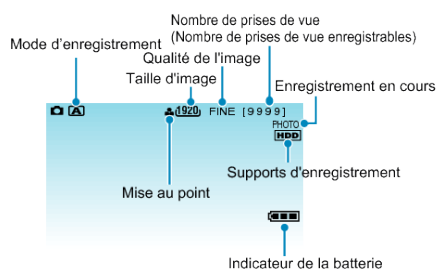 Nombre de prises de vue
(Nombre de prises de vue enregistrables)
Mode d'enregistrement
Qualité de l'image
Taille d'image
Enregistrement en cours
A 1920 FINE [9999]
PHOTO
HDD
Supports d'enregistrement
Mise au point
Indicateur de la batterie